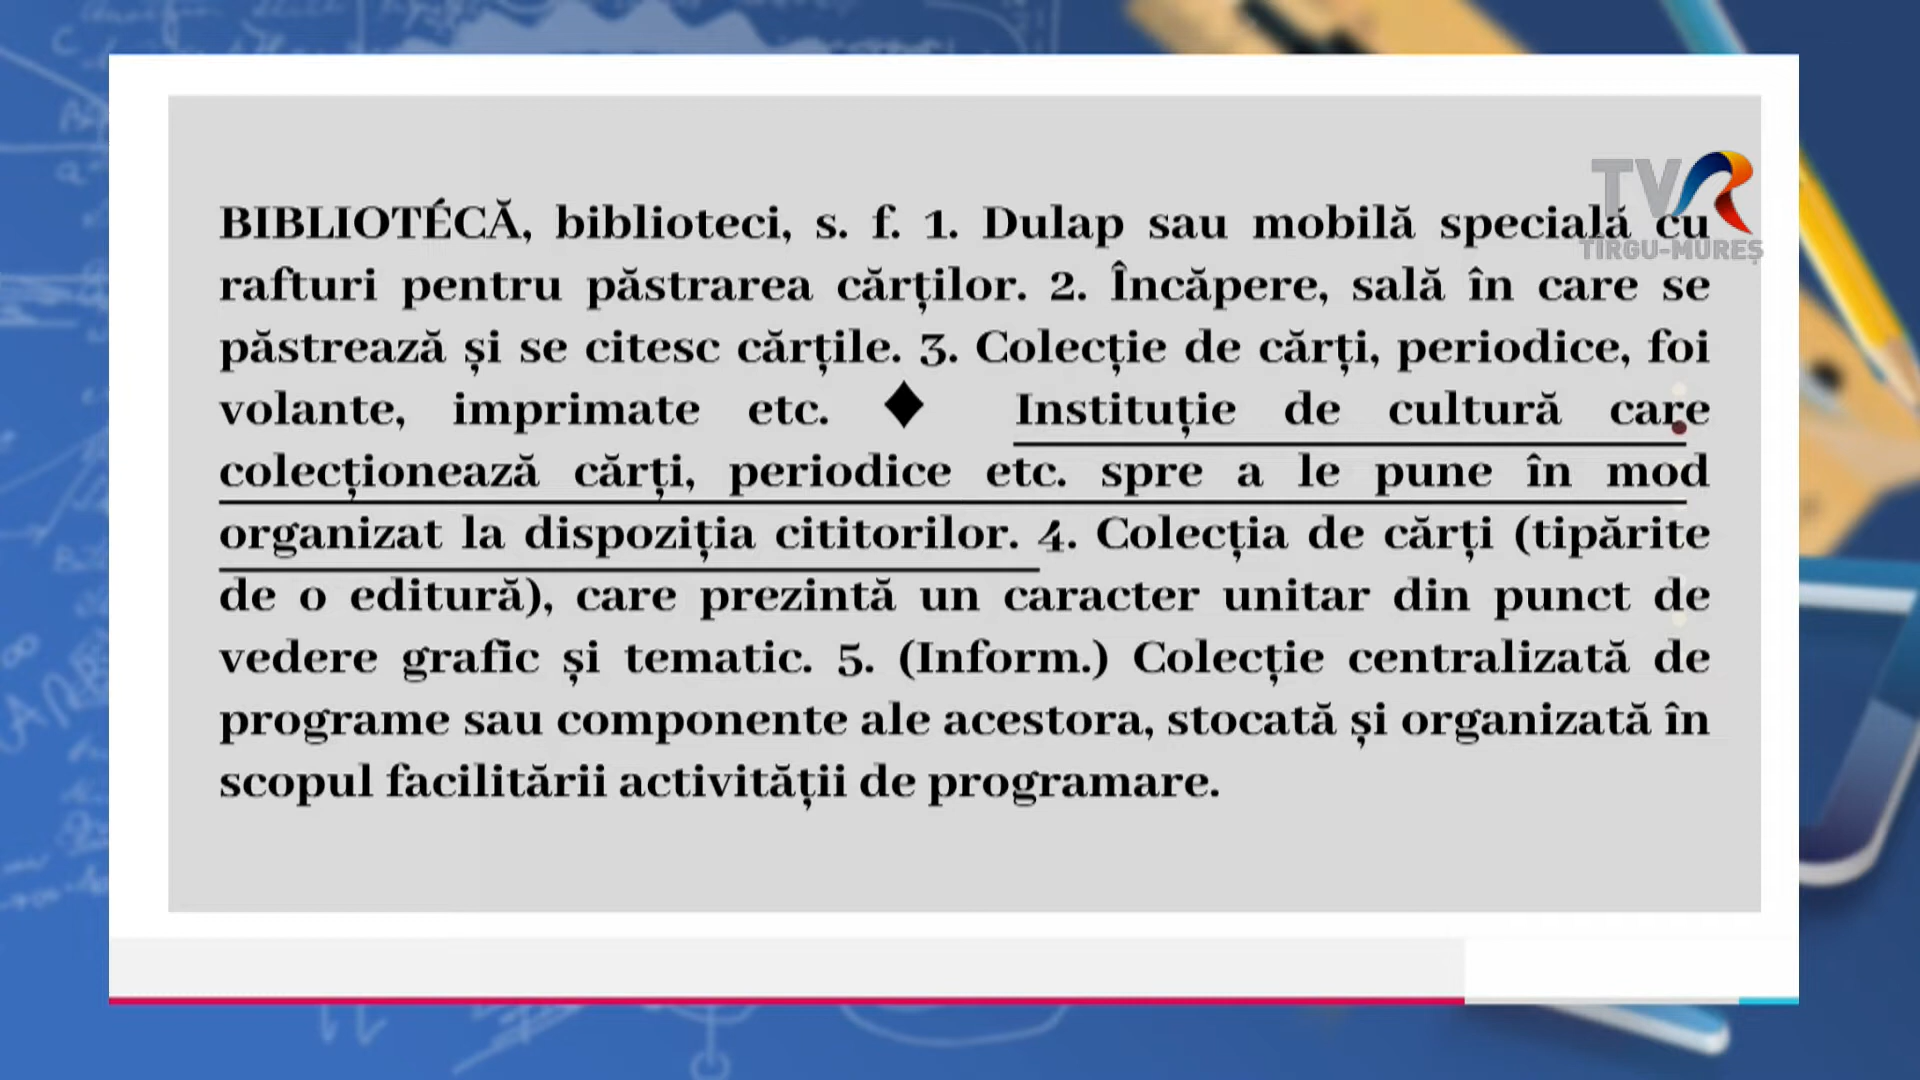 TVR
TÎRGU-MUREȘ
BIBLIOTÉCĂ, biblioteci, s. f. 1. Dulap sau mobilă specială cu
rafturi pentru păstrarea cărților. 2. Încăpere, sală în care se
păstrează și se citesc cărțile. 3. Colecție de cărți, periodice, foi
volante, imprimate etc. ♦ Instituție de cultură care
colecționează cărți, periodice etc. spre a le pune în mod
organizat la dispoziția cititorilor. 4. Colecția de cărți (tipărite
de o editură), care prezintă un caracter unitar din punct de
vedere grafic și tematic. 5. (Inform.) Colecție centralizată de
programe sau componente ale acestora, stocată și organizată în
scopul facilitării activității de programare.